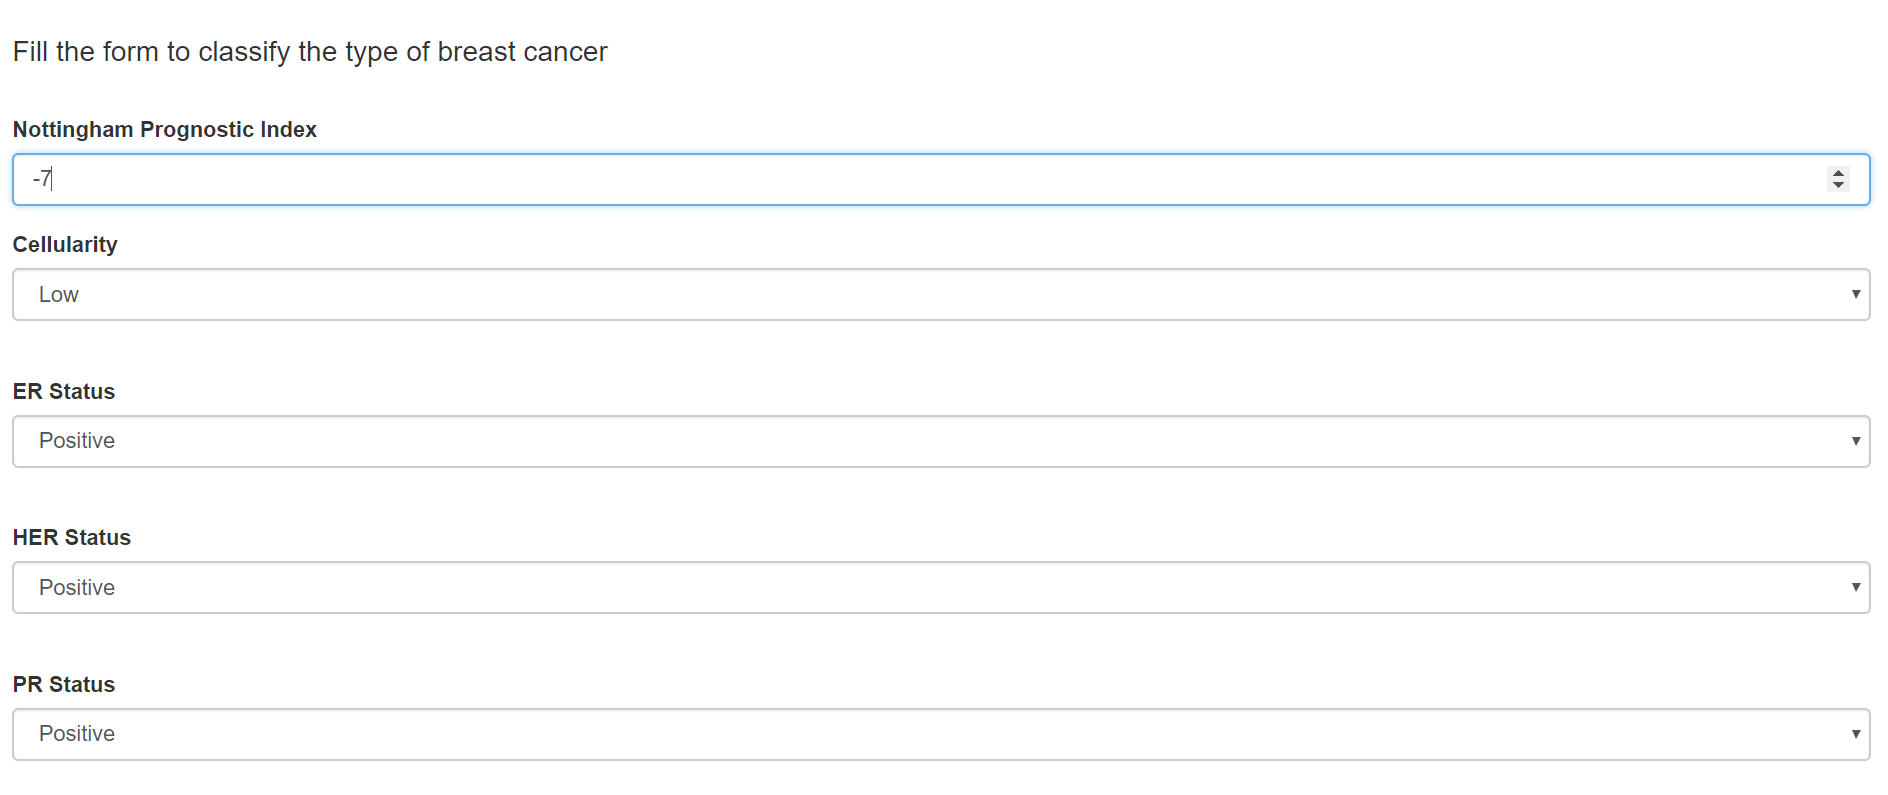 Fill the form to classify the type of breast cancer
Nottingham Prognostic Index
-7
Cellularity
Low
ER Status
Positive
HER Status
Positive
PR Status
Positive